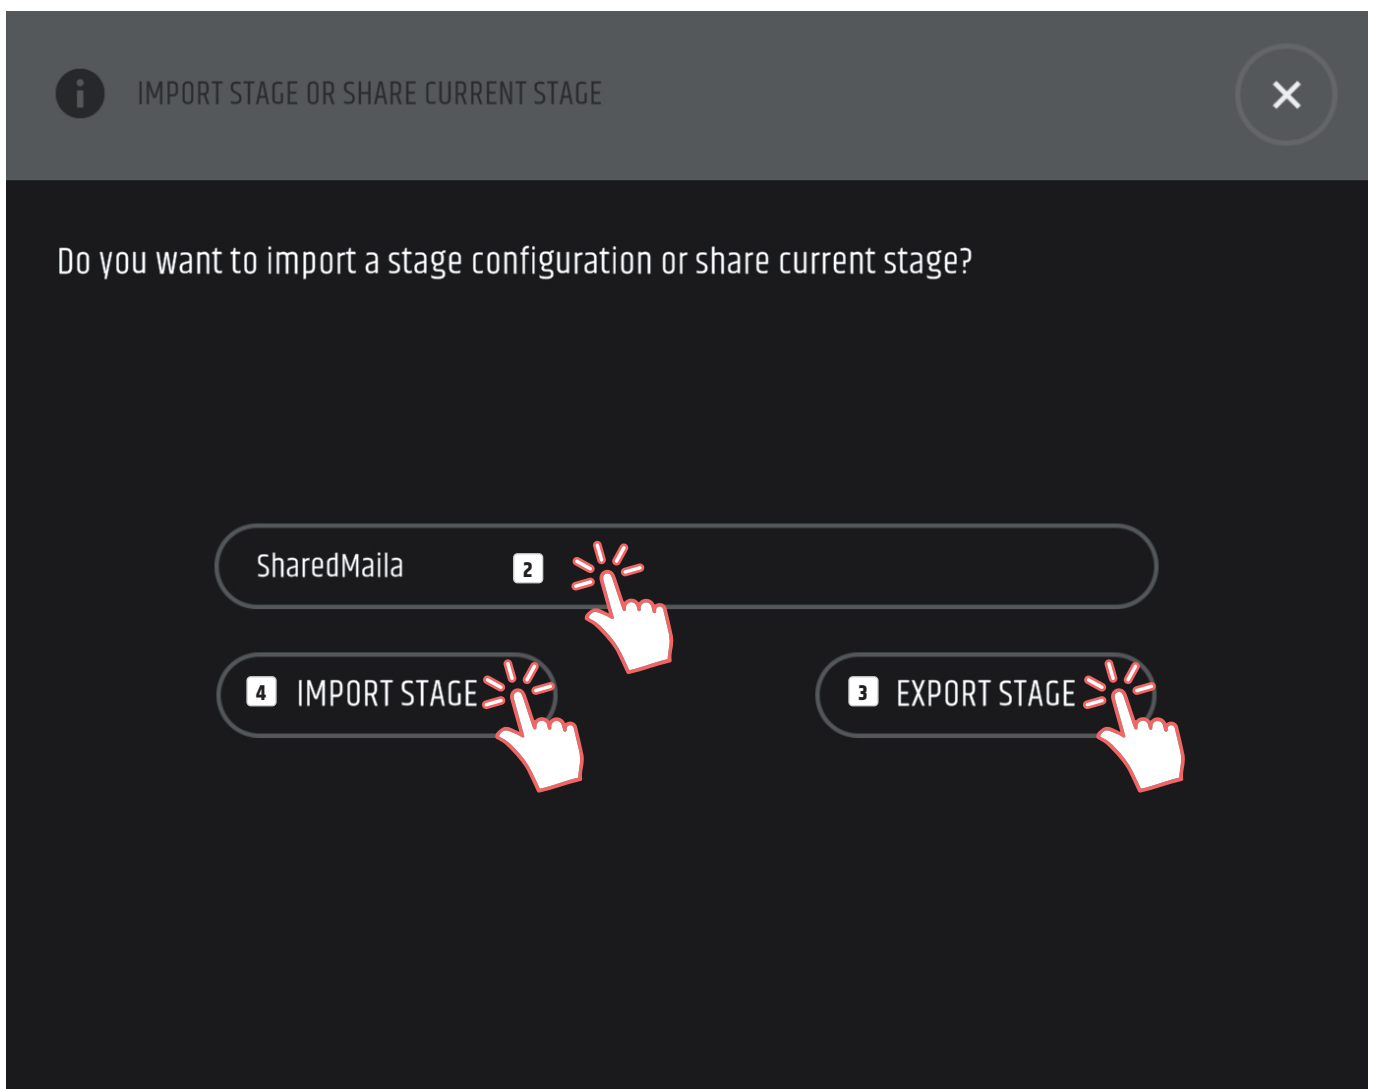 IMPORT STAGE OR SHARE CURRENT STAGE
Do you want to import a stage configuration or share current stage?
SharedMaila 2
4 IMPORT STAGE
3 EXPORT STAGE